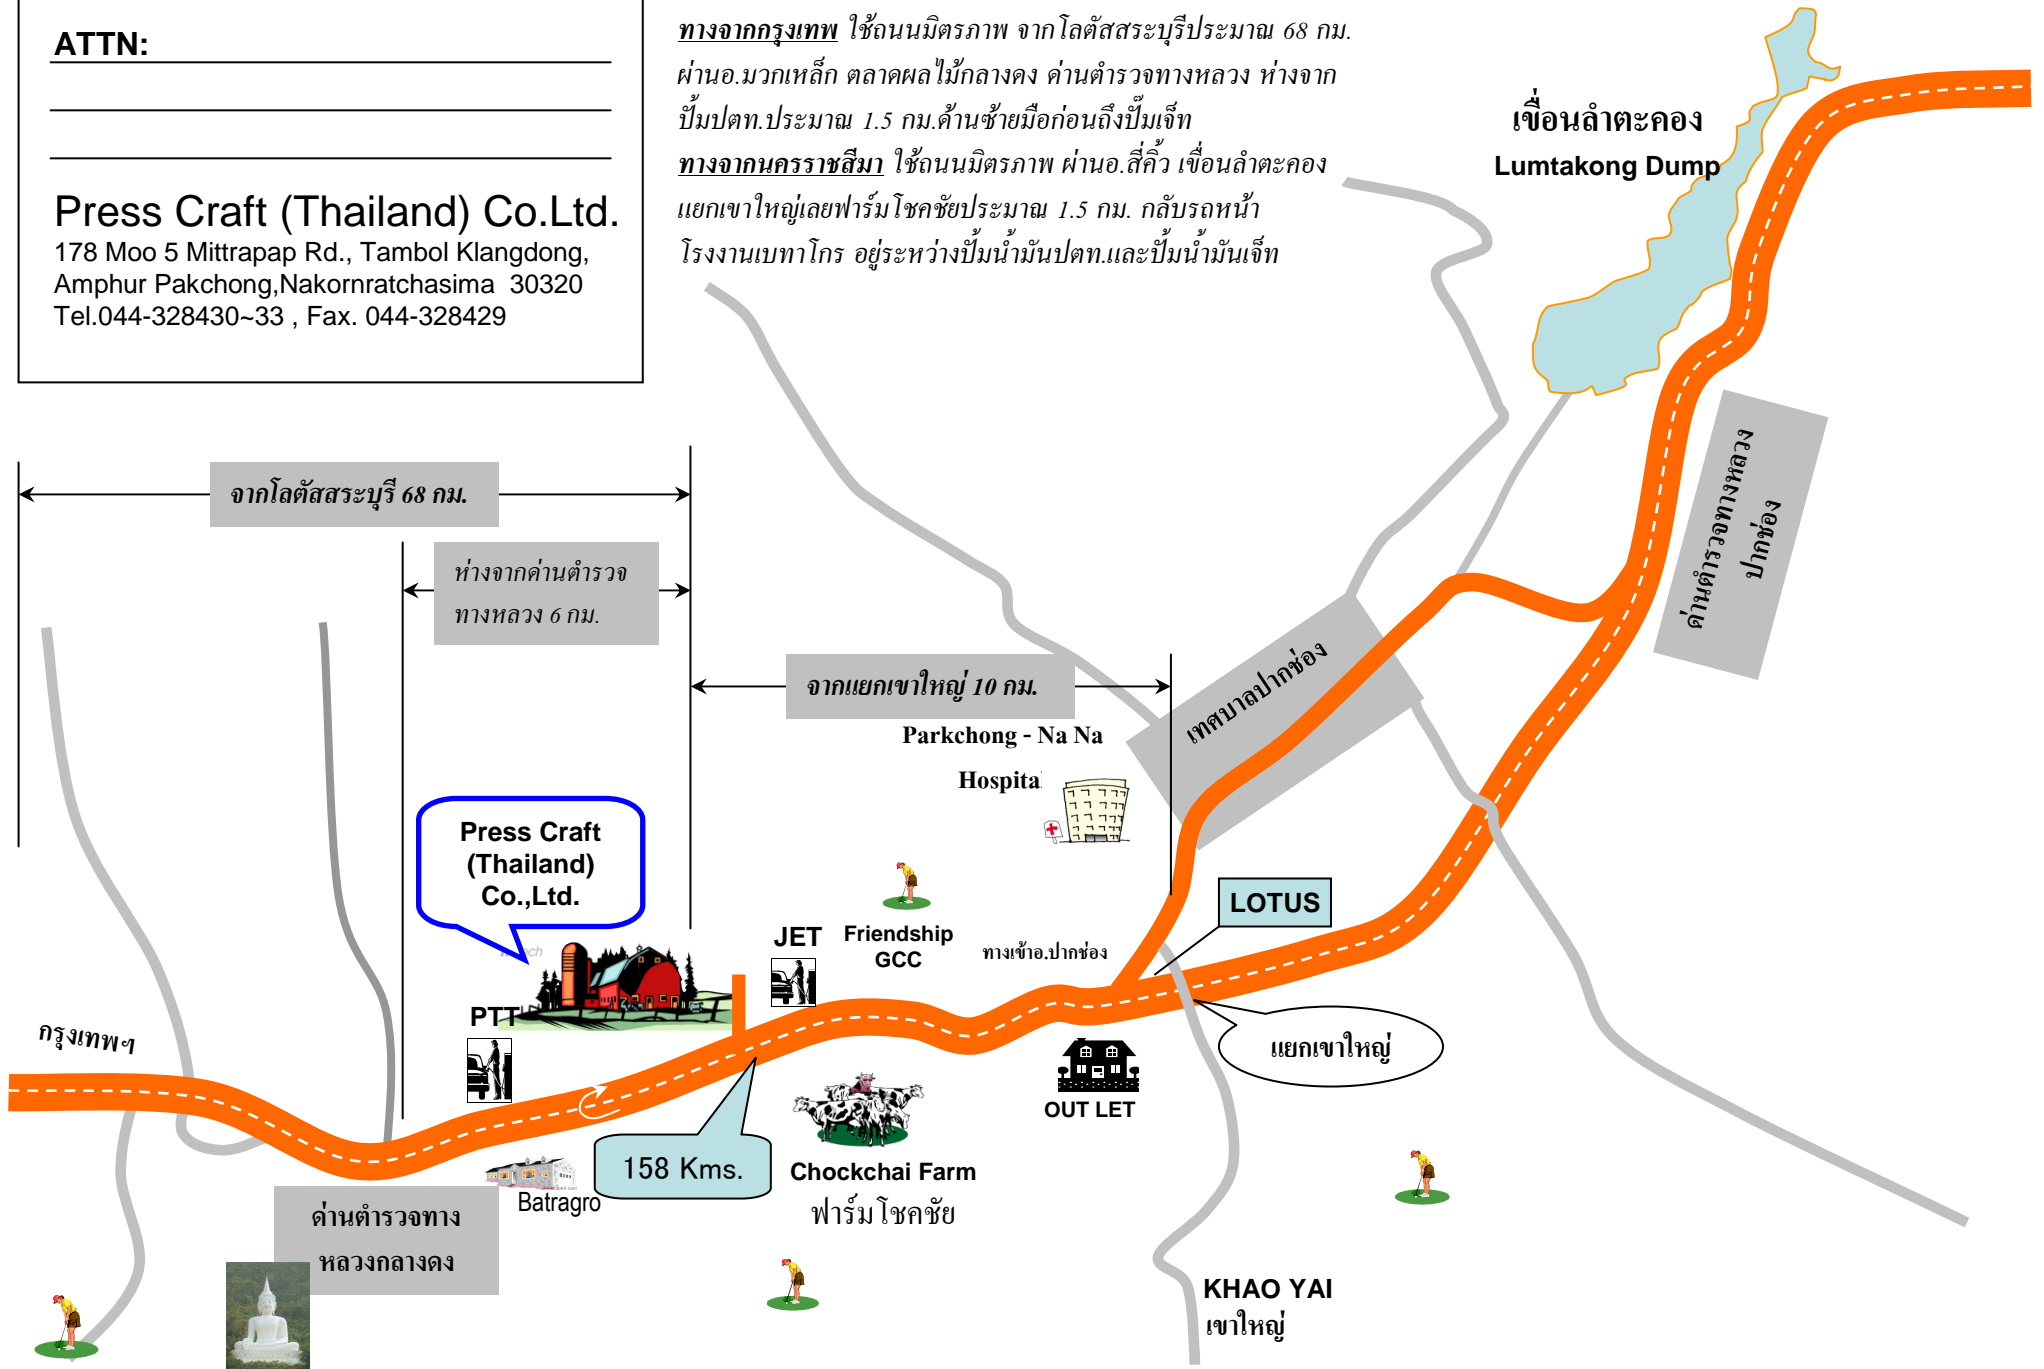 ATTN:
Press Craft (Thailand) Co.Ltd.
178 Moo 5 Mittrapap Rd., Tambol Klangdong,
Amphur Pakchong,Nakornratchasima  30320
Tel.044-328430~33 , Fax. 044-328429
ทางจากกรุงเทพ ใช้ถนนมิตรภาพ จากโลตัสสระบุรีประมาณ 68 กม.
ผ่านอ.มวกเหล็ก ตลาดผลไม้กลางดง ด่านตำรวจทางหลวง ห่างจาก
ปั้มปตท.ประมาณ 1.5 กม.ด้านซ้ายมือก่อนถึงปั๊มเจ็ท
ทางจากนครราชสีมา ใช้ถนนมิตรภาพ ผ่านอ.สี่คิ้ว เขื่อนลำตะคอง
แยกเขาใหญ่เลยฟาร์มโชคชัยประมาณ 1.5 กม. กลับรถหน้า
โรงงานเบทาโกร อยู่ระหว่างปั้มน้ำมันปตท.และปั้มน้ำมันเจ็ท
เขื่อนลำตะคอง
Lumtakong Dump
จากโลตัสสระบุรี 68 กม.
ห่างจากด่านตำรวจ
ทางหลวง 6 กม.
จากแยกเขาใหญ่ 10 กม.
ด่านตำรวจทางหลวง
ปากช่อง
เทศบาลปากช่อง
Parkchong - Na Na
Hospital
Press Craft
(Thailand)
Co.,Ltd.
LOTUS
JET
Friendship
GCC
ทางเข้าอ.ปากช่อง
PTT
กรุงเทพฯ
แยกเขาใหญ่
OUT LET
158 Kms.
Chockchai Farm
ฟาร์มโชคชัย
Batragro
ด่านตำรวจทาง
หลวงกลางดง
KHAO YAI
เขาใหญ่